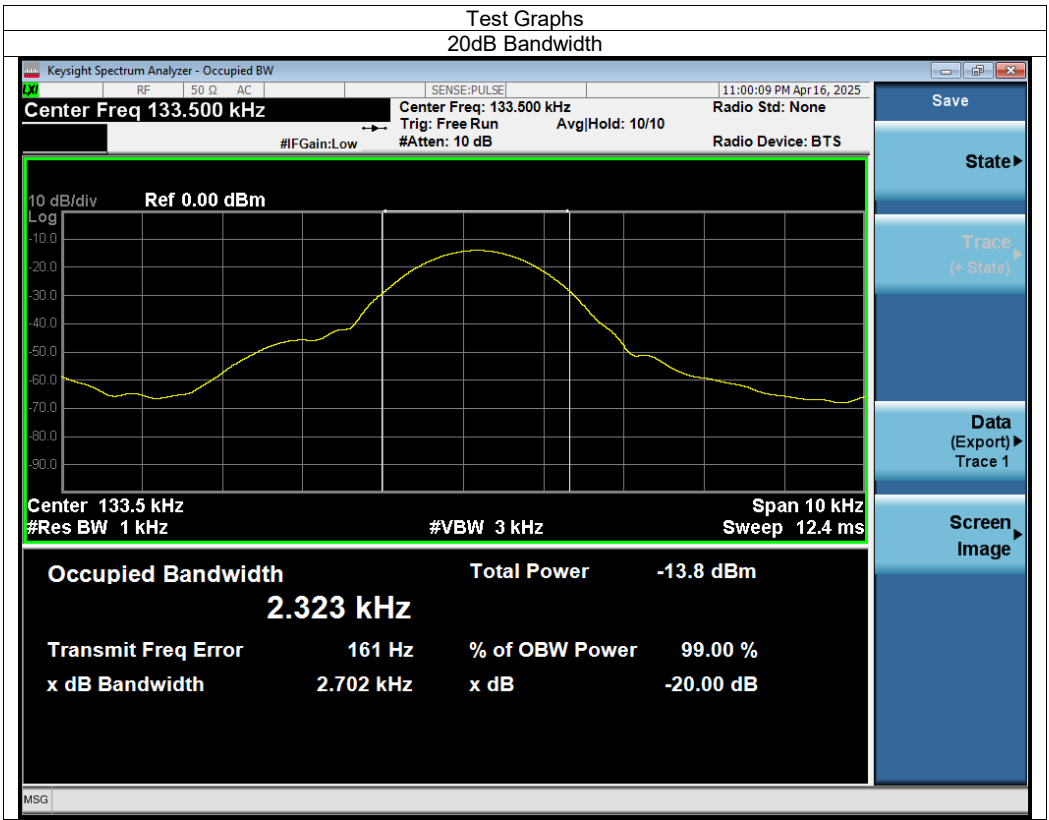 Test Graphs
20dB Bandwidth
Keysight Spectrum Analyzer - Occupied BW
LXI RF 50 Ω AC SENSE:PULSE 11:00:09 PM Apr 16, 2025
Center Freq 133.500 kHz Center Freq: 133.500 kHz Radio Std: None
Trig: Free Run Avg|Hold: 10/10
#IFGain:Low #Atten: 10 dB Radio Device: BTS
10 dB/div Ref 0.00 dBm
Log
-10.0
-20.0
-30.0
-40.0
-50.0
-60.0
-70.0
-80.0
-90.0
Center 133.5 kHz Span 10 kHz
#Res BW 1 kHz #VBW 3 kHz Sweep 12.4 ms
Occupied Bandwidth Total Power -13.8 dBm
2.323 kHz
Transmit Freq Error 161 Hz % of OBW Power 99.00 %
x dB Bandwidth 2.702 kHz x dB -20.00 dB
MSG
Save
State
Trace
(+ State)
Data
(Export)
Trace 1
Screen
Image